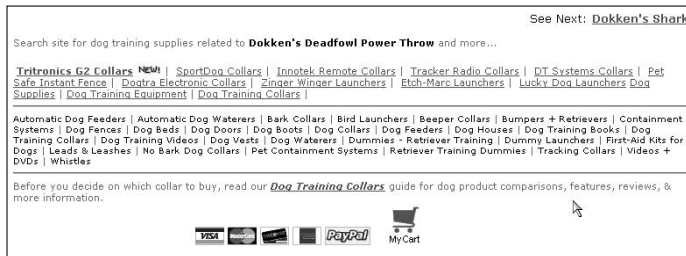 See Next: Dokken's Shark
Search site for dog training supplies related to Dokken's Deadfowl Power Throw and more...
Tritronics G2 Collars NEW! | SportDog Collars | Innotek Remote Collars | Tracker Radio Collars | DT Systems Collars | Pet
Safe Instant Fence | Dogtra Electronic Collars | Zinger Winger Launchers | Etch-Marc Launchers | Lucky Dog Launchers Dog
Supplies | Dog Training Equipment | Dog Training Collars |
Automatic Dog Feeders | Automatic Dog Waterers | Bark Collars | Bird Launchers | Beeper Collars | Bumpers + Retrievers | Containment
Systems | Dog Fences | Dog Beds | Dog Doors | Dog Boots | Dog Collars | Dog Feeders | Dog Houses | Dog Training Books | Dog
Training Collars | Dog Training Videos | Dog Vests | Dog Waterers | Dummies - Retriever Training | Dummy Launchers | First-Aid Kits for
Dogs | Leads & Leashes | No Bark Dog Collars | Pet Containment Systems | Retriever Training Dummies | Tracking Collars | Videos +
DVDs | Whistles
Before you decide on which collar to buy, read our Dog Training Collars guide for dog product comparisons, features, reviews, &
more information.
VISA MasterCard PayPal
My Cart